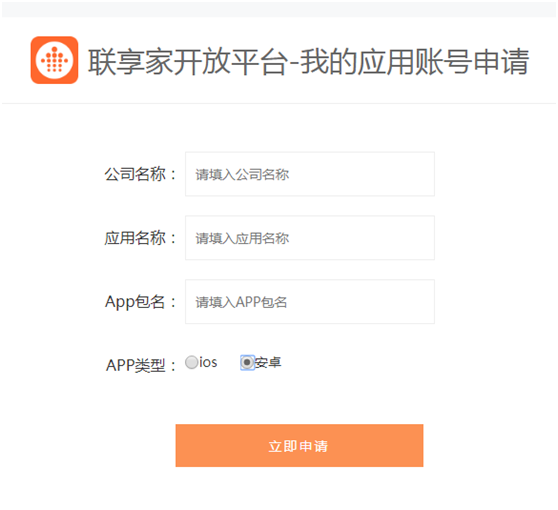 联享家开放平台-我的应用账号申请
公司名称： 请填入公司名称
应用名称： 请填入应用名称
App包名： 请填入APP包名
APP类型： ios 安卓
立即申请